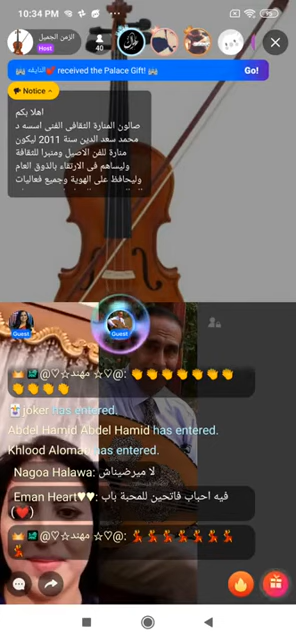 10:34 PM
الزمن الجميل
Host
40
received the Palace Gift!
Go!
Notice
اهلا بكم
صالون المنارة الثقافى الفنى اسسه د
محمد سعد الدين سنة 2011 ليكون
منارة للفن الاصيل ومنبرا للثقافة
وليساهم فى الارتقاء بالذوق العام
وليحافظ على الهوية وجميع فعاليات
Guest
Guest
@♡☆مهند☆♡@: 👏👏👏👏👏👏👏
👏👏👏👏
🃏joker has entered.
Abdel Hamid Abdel Hamid has entered.
Khlood Alomat has entered.
Nagoa Halawa: لا ميرضيناش
Eman Heart♥♥: فيه احباب فاتحين للمحبة باب
(❤️)
@♡☆مهند☆♡@: 💃💃💃💃💃💃💃
💃